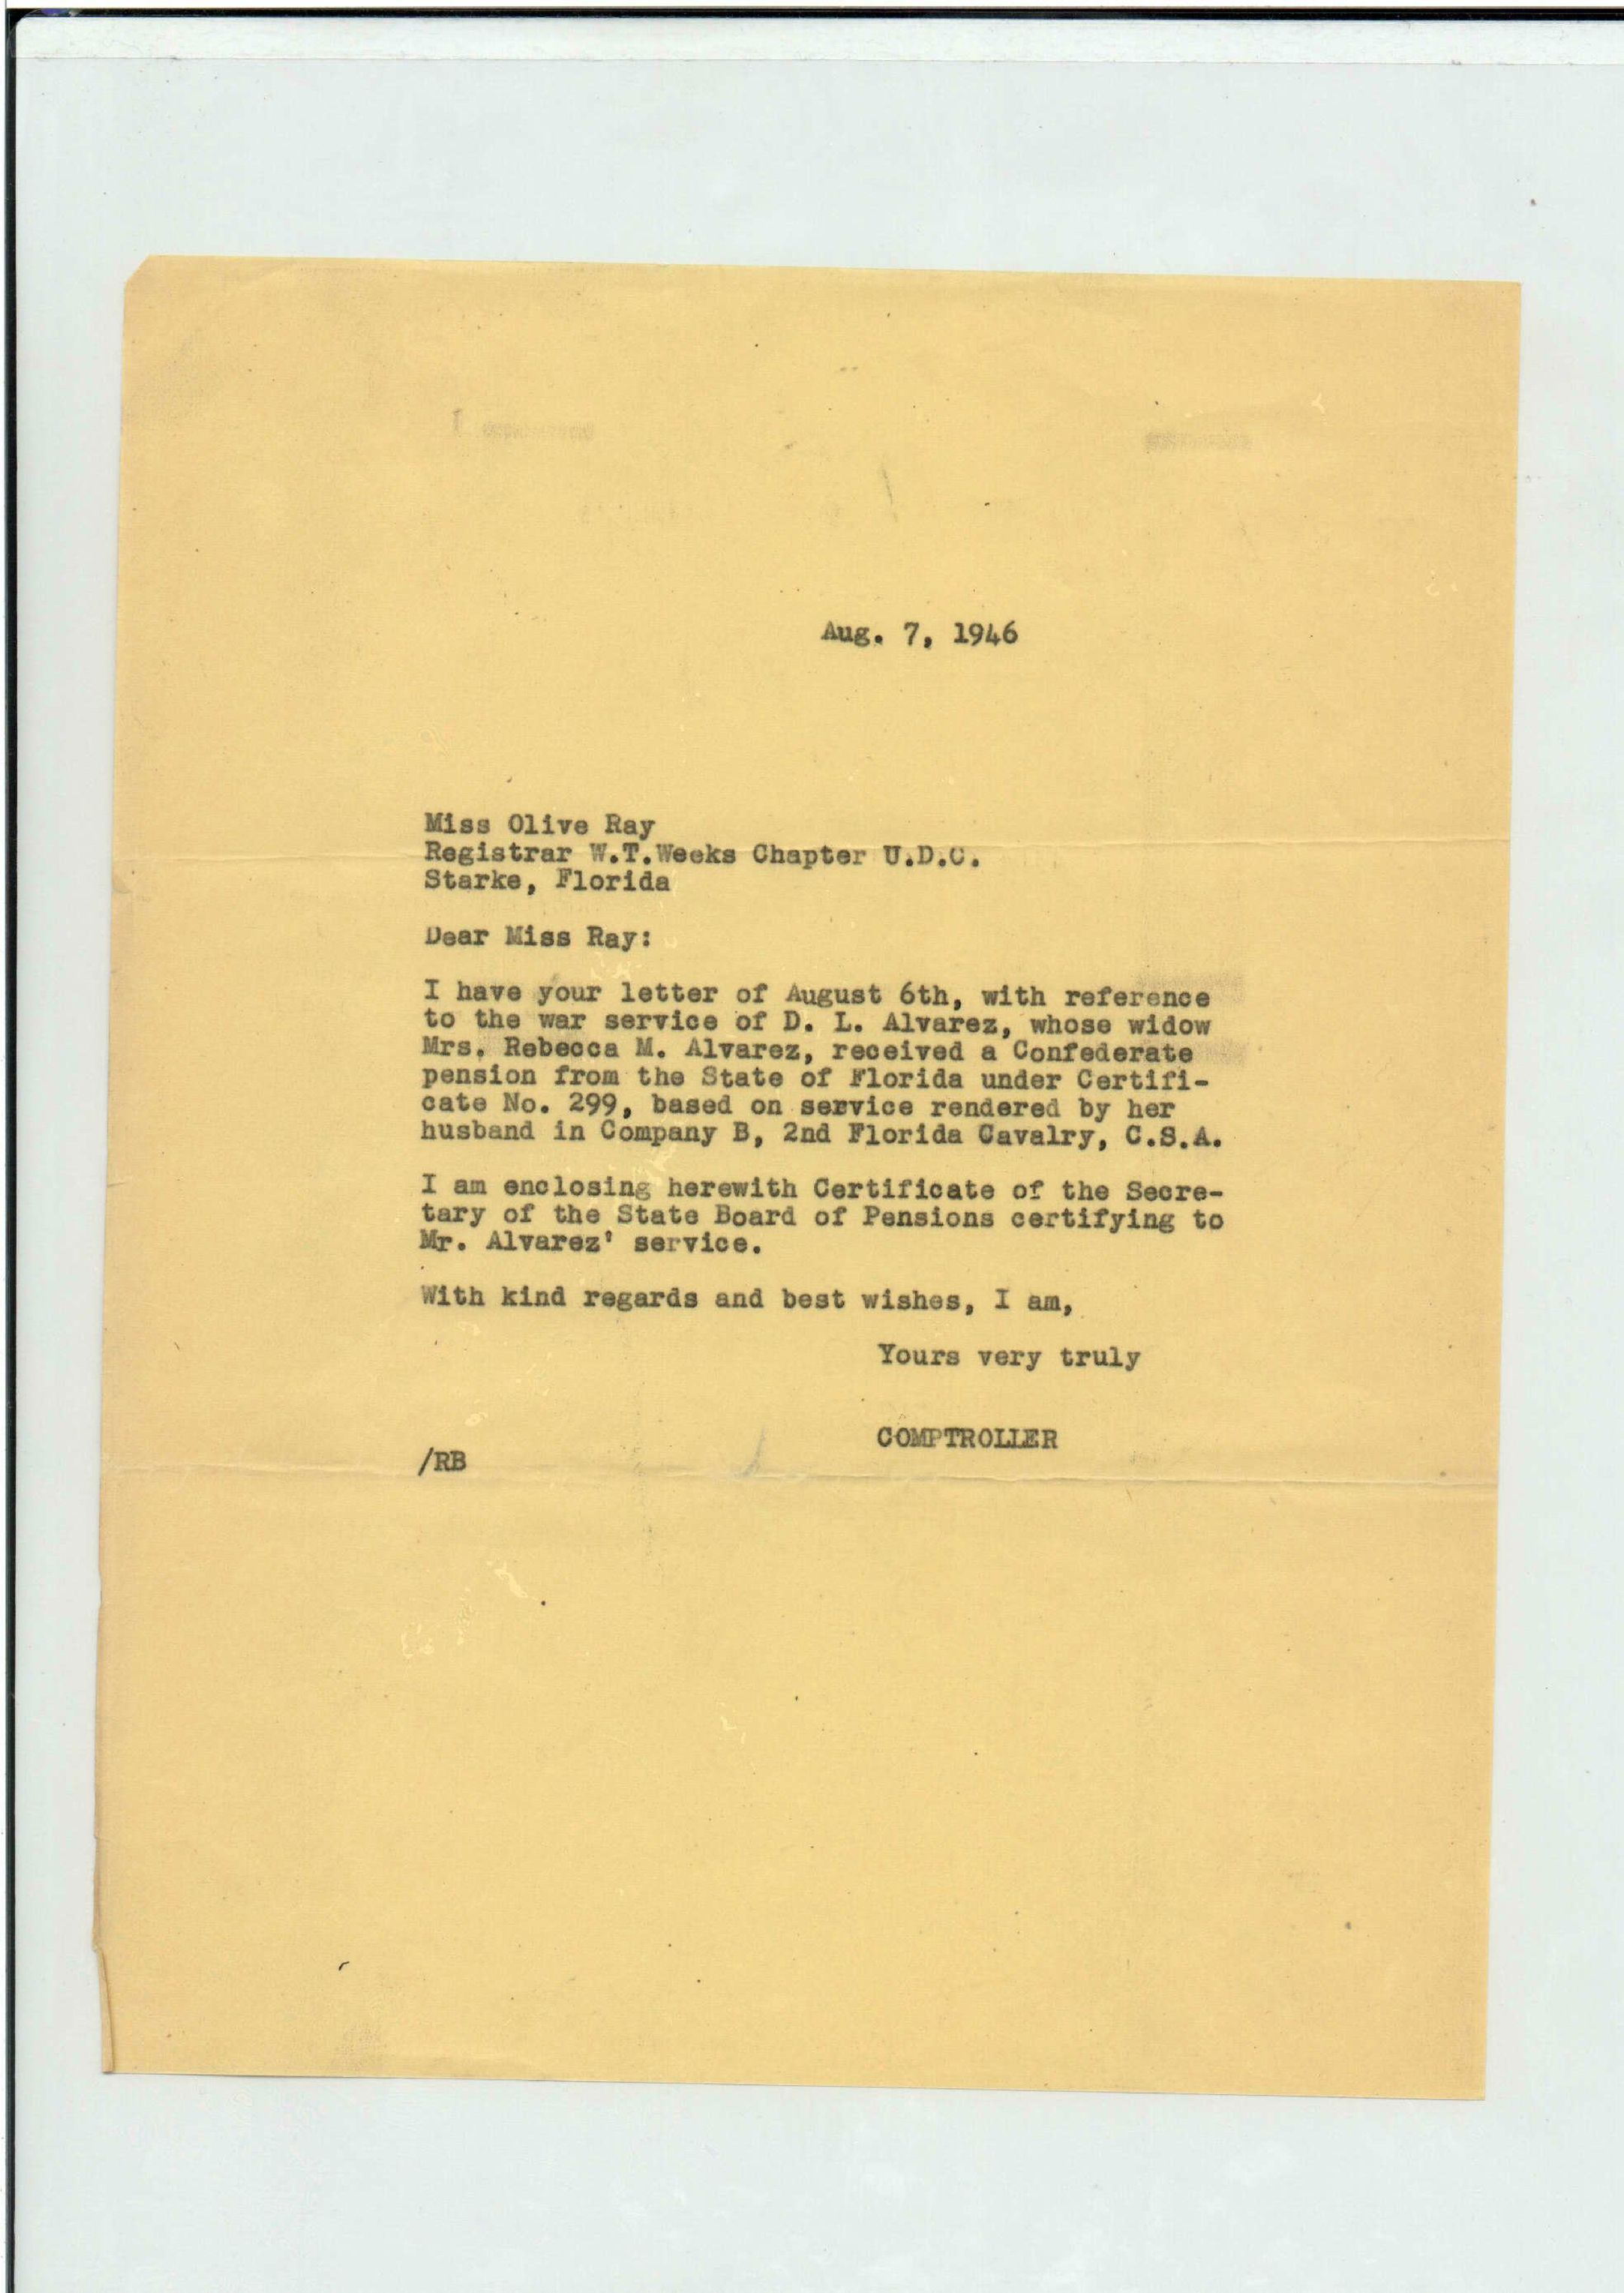 Aug. 7, 1946
Miss Olive Ray
Registrar W.T.Weeks Chapter U.D.C.
Starke, Florida
Dear Miss Ray:
I have your letter of August 6th, with reference
to the war service of D. L. Alvarez, whose widow
Mrs. Rebecca M. Alvarez, received a Confederate
pension from the State of Florida under Certifi-
cate No. 299, based on service rendered by her
husband in Company B, 2nd Florida Cavalry, C.S.A.
I am enclosing herewith Certificate of the Secre-
tary of the State Board of Pensions certifying to
Mr. Alvarez' service.
With kind regards and best wishes, I am,
Yours very truly
COMPTROLLER
/RB